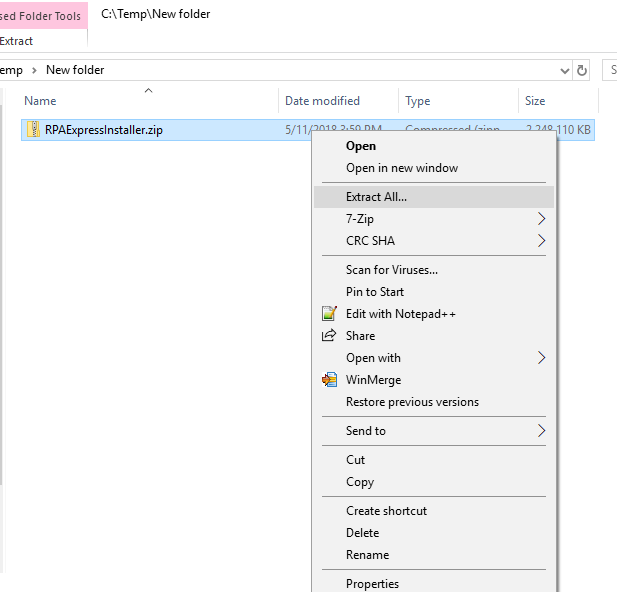 sed Folder Tools
C:\Temp\New folder
Extract
emp > New folder
Name
Date modified
Type
Size
RPAExpressInstaller.zip
5/11/2018 3:59 PM
Compressed (zipp
2,248,110 KB
Open
Open in new window
Extract All...
7-Zip
CRC SHA
Scan for Viruses...
Pin to Start
Edit with Notepad++
Share
Open with
WinMerge
Restore previous versions
Send to
Cut
Copy
Create shortcut
Delete
Rename
Properties